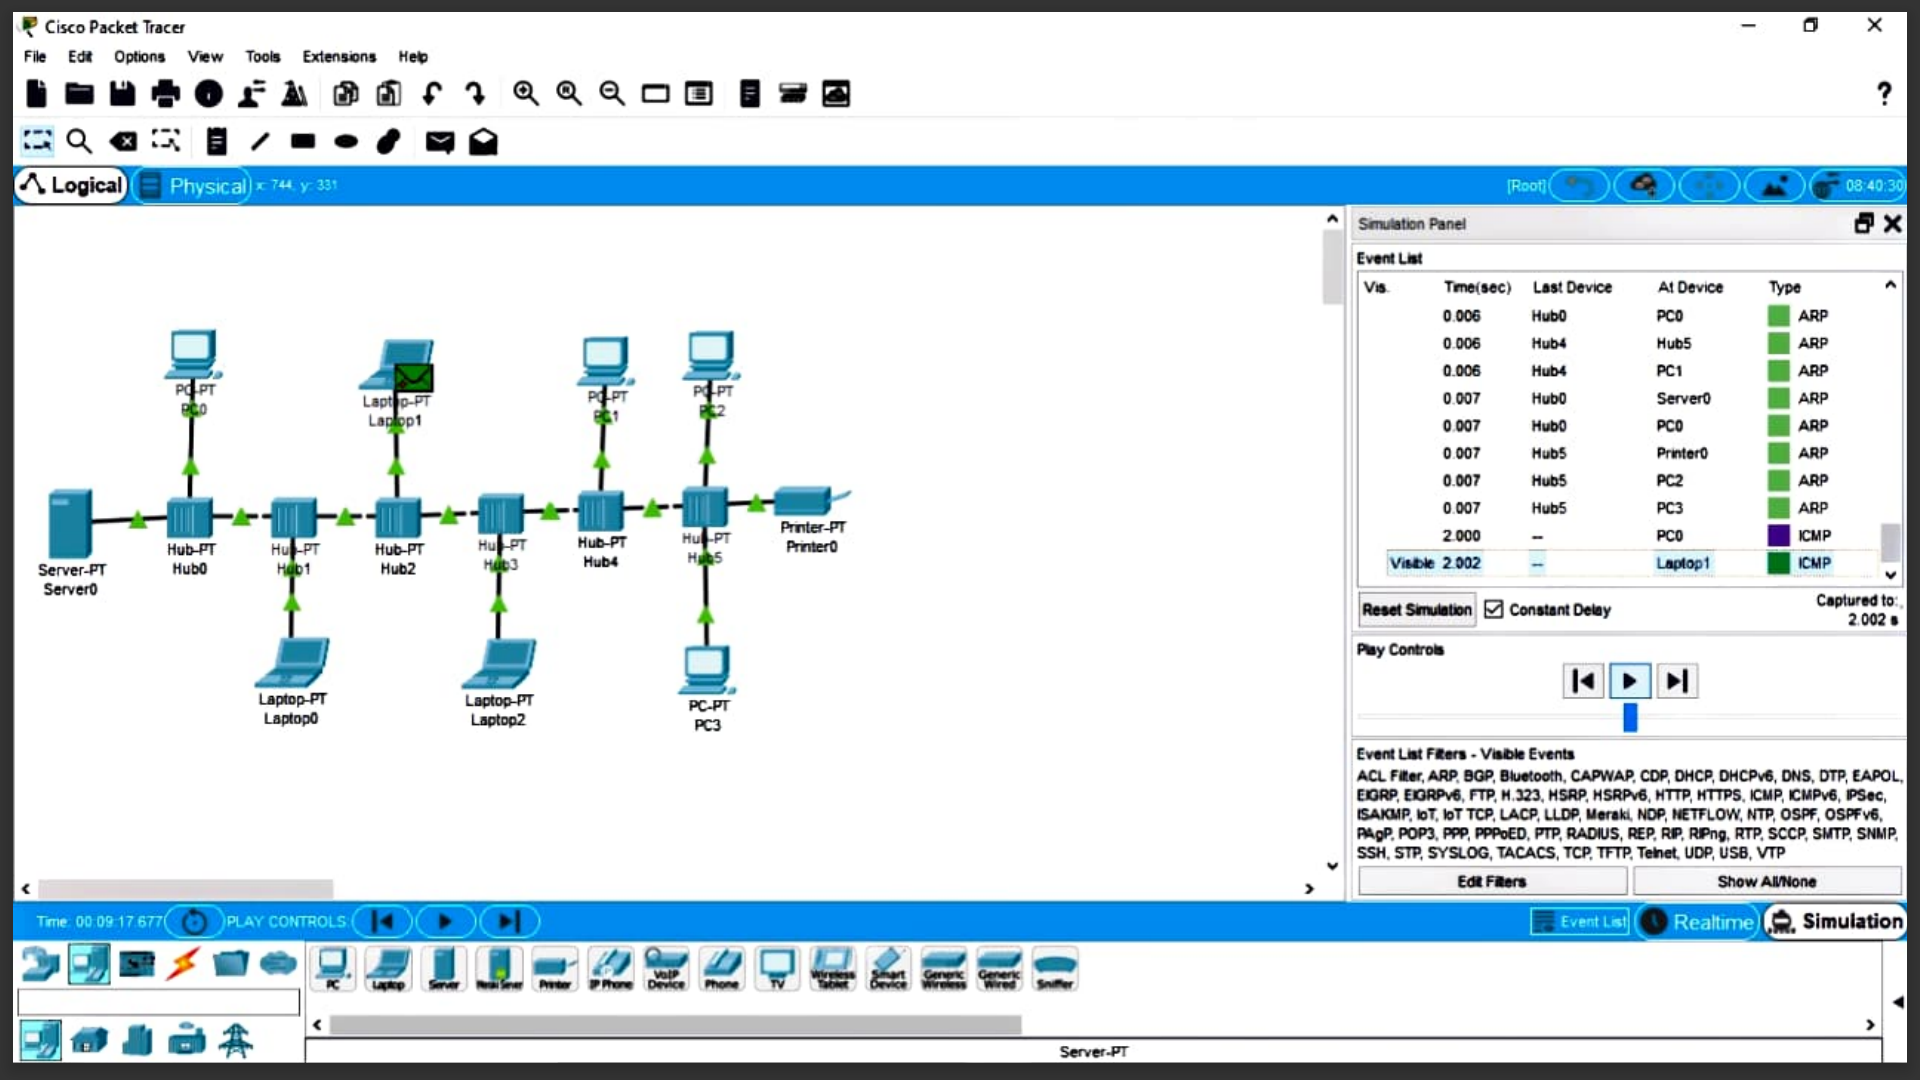 Cisco Packet Tracer
File Edit Options View Tools Extensions Help
?
Logical Physical x: 744, y: 331 [Root] 08:40:30
Simulation Panel
Event List
Vis. Time(sec) Last Device At Device Type
0.006 Hub0 PC0 ARP
0.006 Hub4 Hub5 ARP
0.006 Hub4 PC1 ARP
0.007 Hub0 Server0 ARP
0.007 Hub0 PC0 ARP
0.007 Hub5 Printer0 ARP
0.007 Hub5 PC2 ARP
0.007 Hub5 PC3 ARP
2.000 -- PC0 ICMP
Visible 2.002 -- Laptop1 ICMP
Reset Simulation Constant Delay
Captured to:
2.002 s
Play Controls
Event List Filters - Visible Events
ACL Filter, ARP, BGP, Bluetooth, CAPWAP, CDP, DHCP, DHCPv6, DNS, DTP, EAPOL,
EIGRP, EIGRPv6, FTP, H.323, HSRP, HSRPv6, HTTP, HTTPS, ICMP, ICMPv6, IPSec,
ISAKMP, IoT, IoT TCP, LACP, LLDP, Meraki, NDP, NETFLOW, NTP, OSPF, OSPFv6,
PAgP, POP3, PPP, PPPoED, PTP, RADIUS, REP, RIP, RIPng, RTP, SCCP, SMTP, SNMP,
SSH, STP, SYSLOG, TACACS, TCP, TFTP, Telnet, UDP, USB, VTP
Edit Filters Show All/None
PC-PT
PC0
Laptop-PT
Laptop1
PC-PT
PC1
PC-PT
PC2
Server-PT
Server0
Hub-PT
Hub0
Hub-PT
Hub1
Hub-PT
Hub2
Hub-PT
Hub3
Hub-PT
Hub4
Hub-PT
Hub5
Printer-PT
Printer0
Laptop-PT
Laptop0
Laptop-PT
Laptop2
PC-PT
PC3
Time: 00:09:17.677 PLAY CONTROLS: Event List Realtime Simulation
PC
Laptop
Server
Meraki Server
Printer
IP Phone
VoIP
Device
Phone
TV
Wireless
Tablet
Smart
Device
Generic
Wireless
Generic
Wired
Sniffer
Server-PT